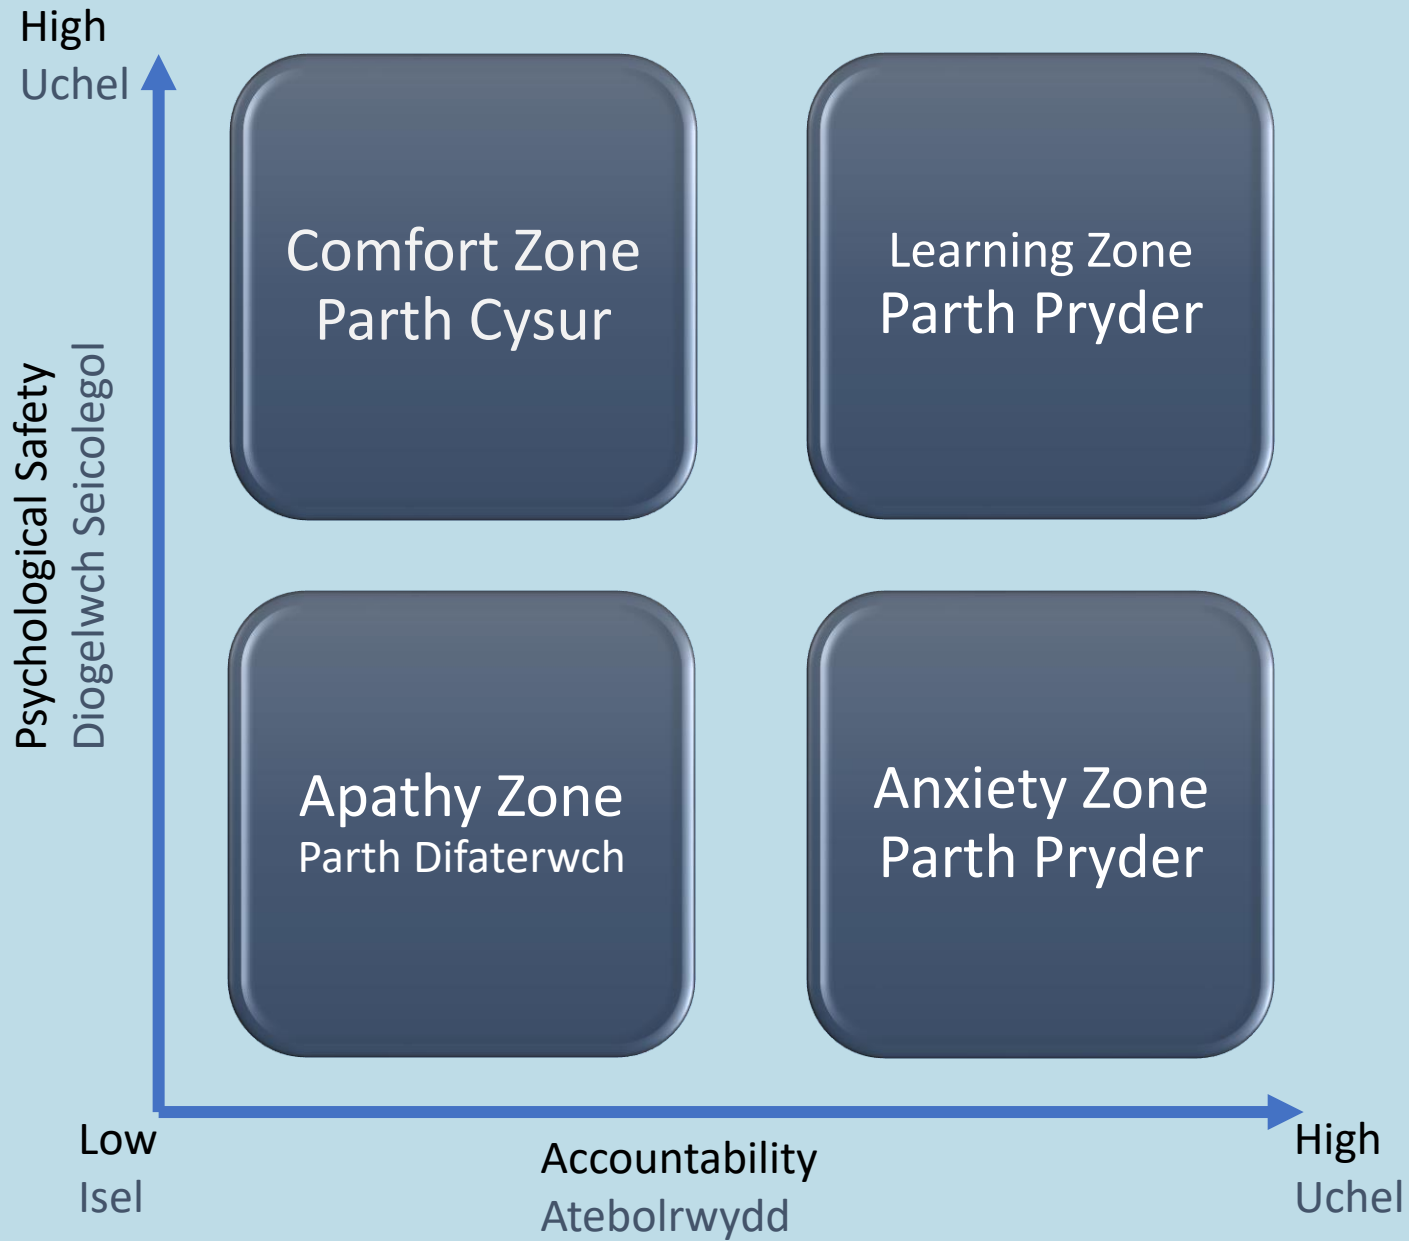 High
Uchel
Comfort Zone
Parth Cysur
Learning Zone
Parth Pryder
Psychological Safety
Diogelwch Seicolegol
Apathy Zone
Parth Difaterwch
Anxiety Zone
Parth Pryder
Low
Isel
Accountability
Atebolrwydd
High
Uchel